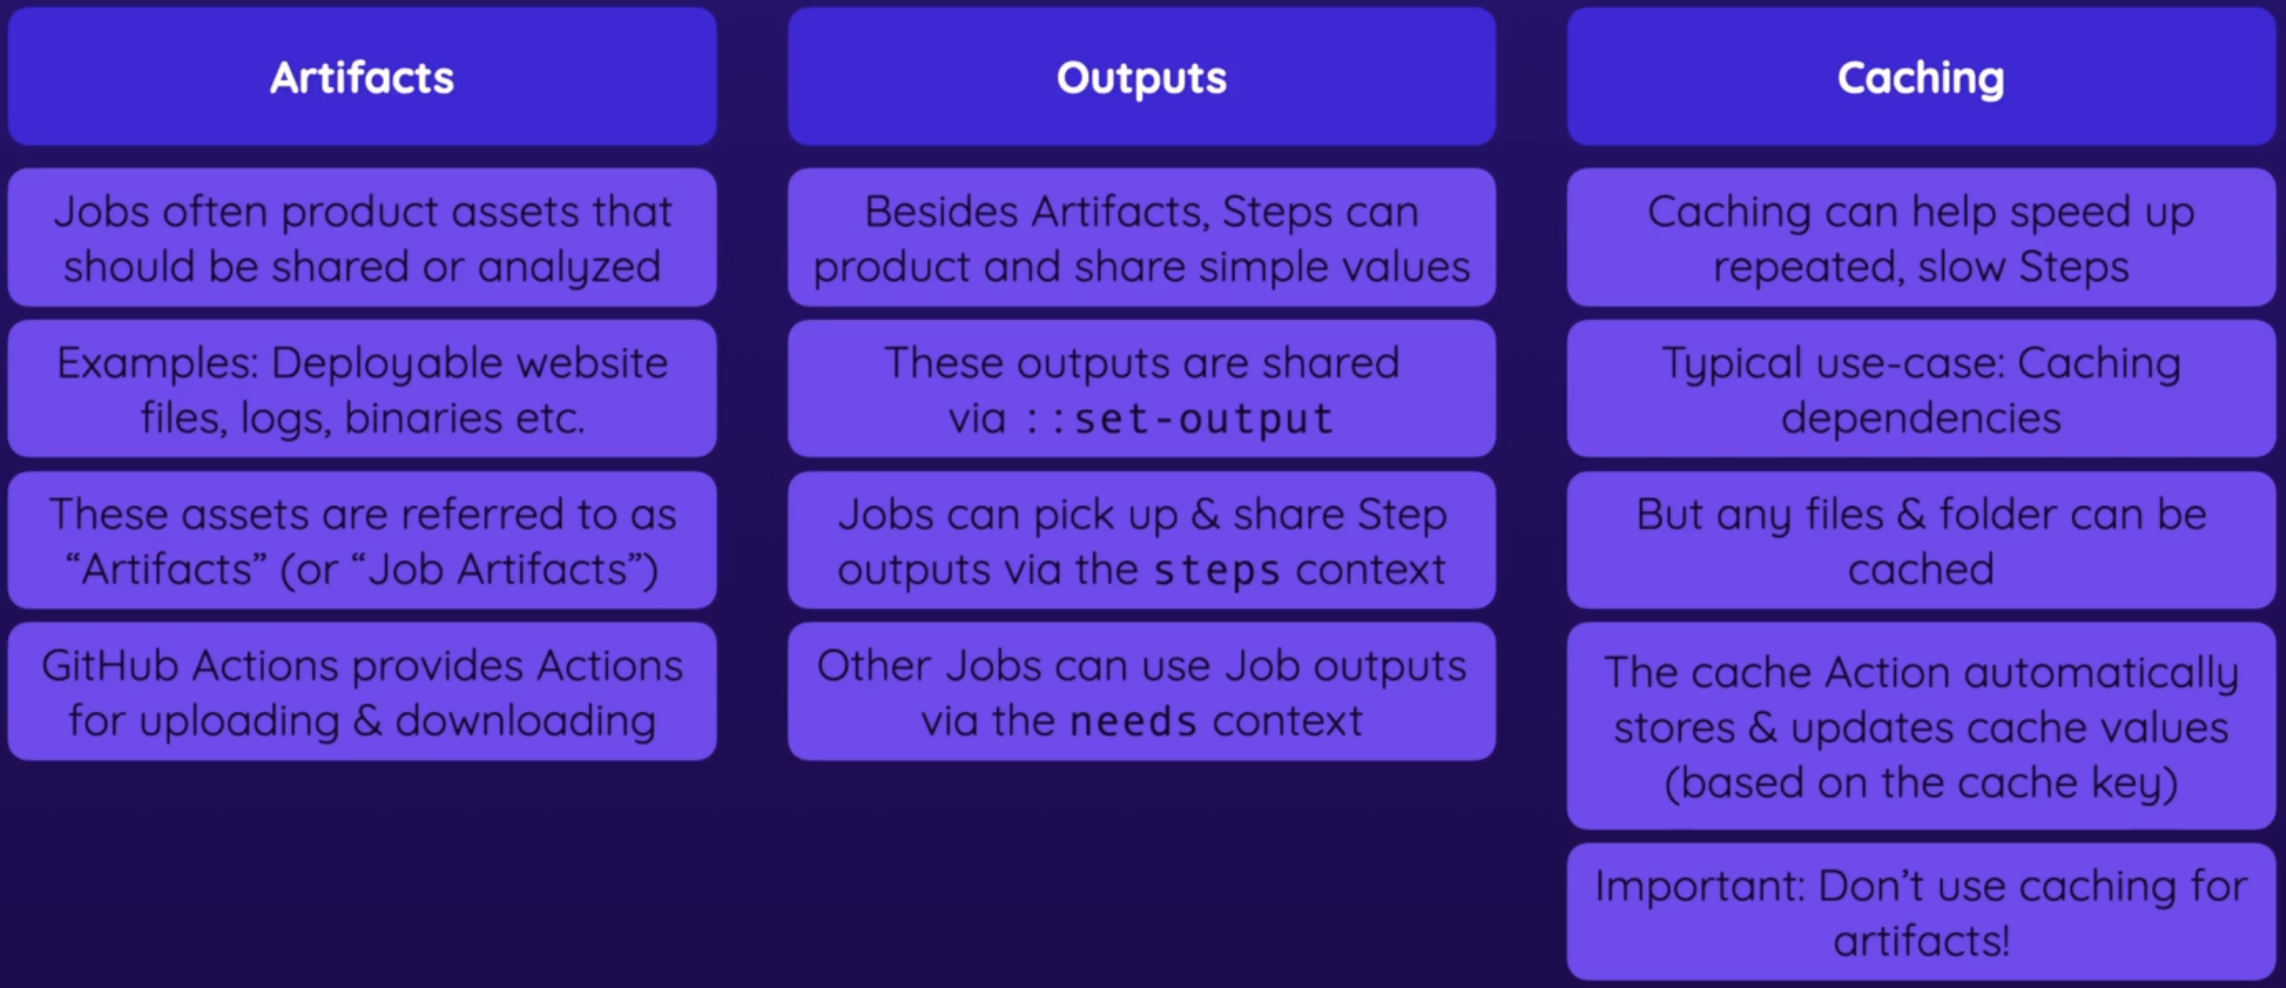 Artifacts
Jobs often product assets that
should be shared or analyzed
Examples: Deployable website
files, logs, binaries etc.
These assets are referred to as
“Artifacts” (or “Job Artifacts”)
GitHub Actions provides Actions
for uploading & downloading
Outputs
Besides Artifacts, Steps can
product and share simple values
These outputs are shared
via ::set-output
Jobs can pick up & share Step
outputs via the steps context
Other Jobs can use Job outputs
via the needs context
Caching
Caching can help speed up
repeated, slow Steps
Typical use-case: Caching
dependencies
But any files & folder can be
cached
The cache Action automatically
stores & updates cache values
(based on the cache key)
Important: Don’t use caching for
artifacts!